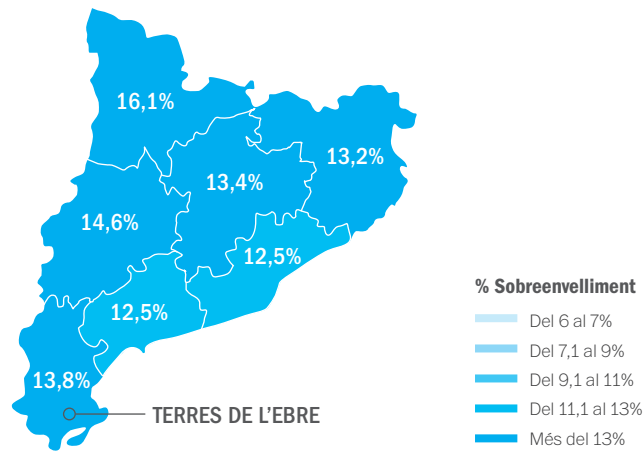 16,1%
13,2%
13,4%
14,6%
12,5%
12,5%
13,8%
TERRES DE L'EBRE
% Sobreenvelliment
Del 6 al 7%
Del 7,1 al 9%
Del 9,1 al 11%
Del 11,1 al 13%
Més del 13%